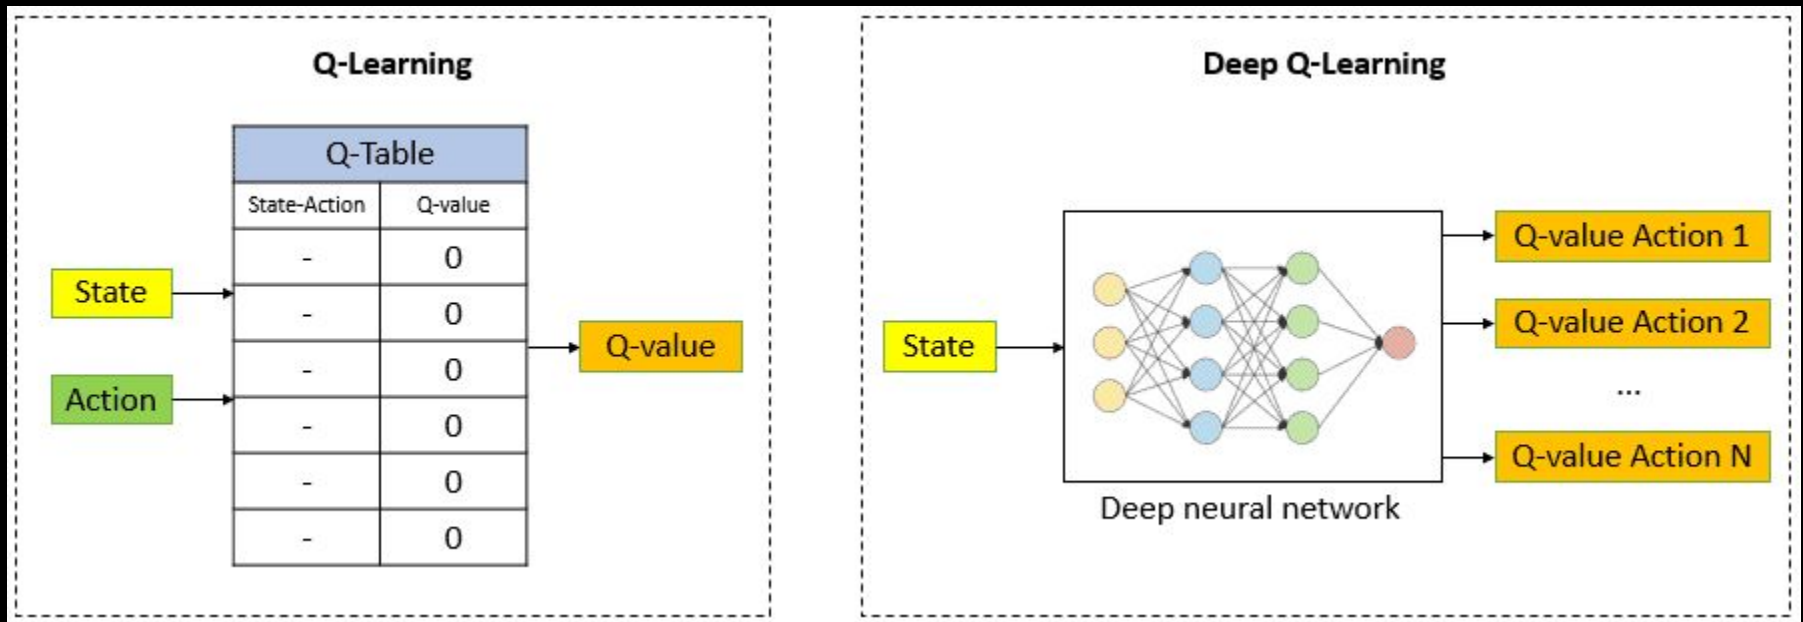 Q-Learning
Q-Table
State-Action Q-value
- 0
- 0
- 0
- 0
- 0
- 0
State
Action
Q-value
Deep Q-Learning
State
Deep neural network
Q-value Action 1
Q-value Action 2
...
Q-value Action N